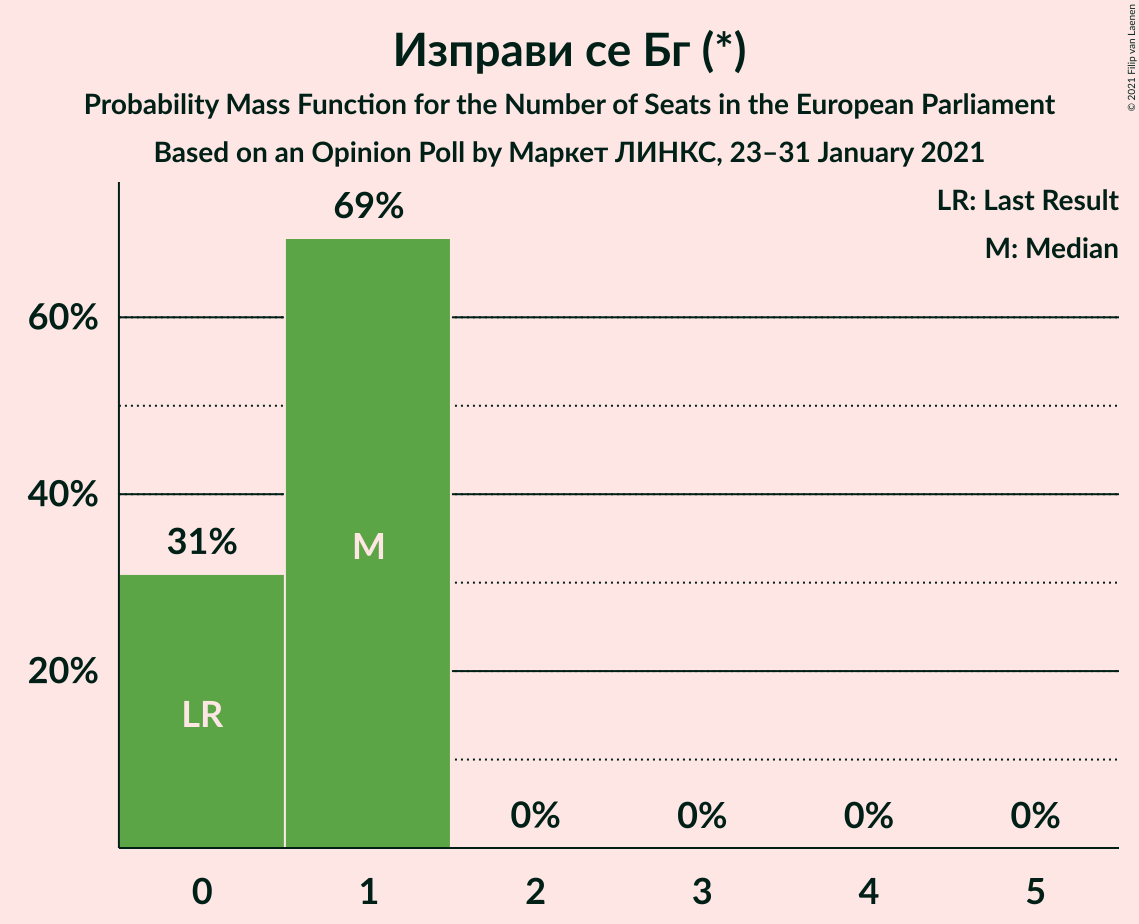 Изправи се Бг (*)
Probability Mass Function for the Number of Seats in the European Parliament
Based on an Opinion Poll by Маркет ЛИНКС, 23–31 January 2021
© 2021 Filip van Laenen
LR: Last Result
M: Median
69%
60%
40%
31%
M
20%
LR
0% 0% 0% 0%
0 1 2 3 4 5